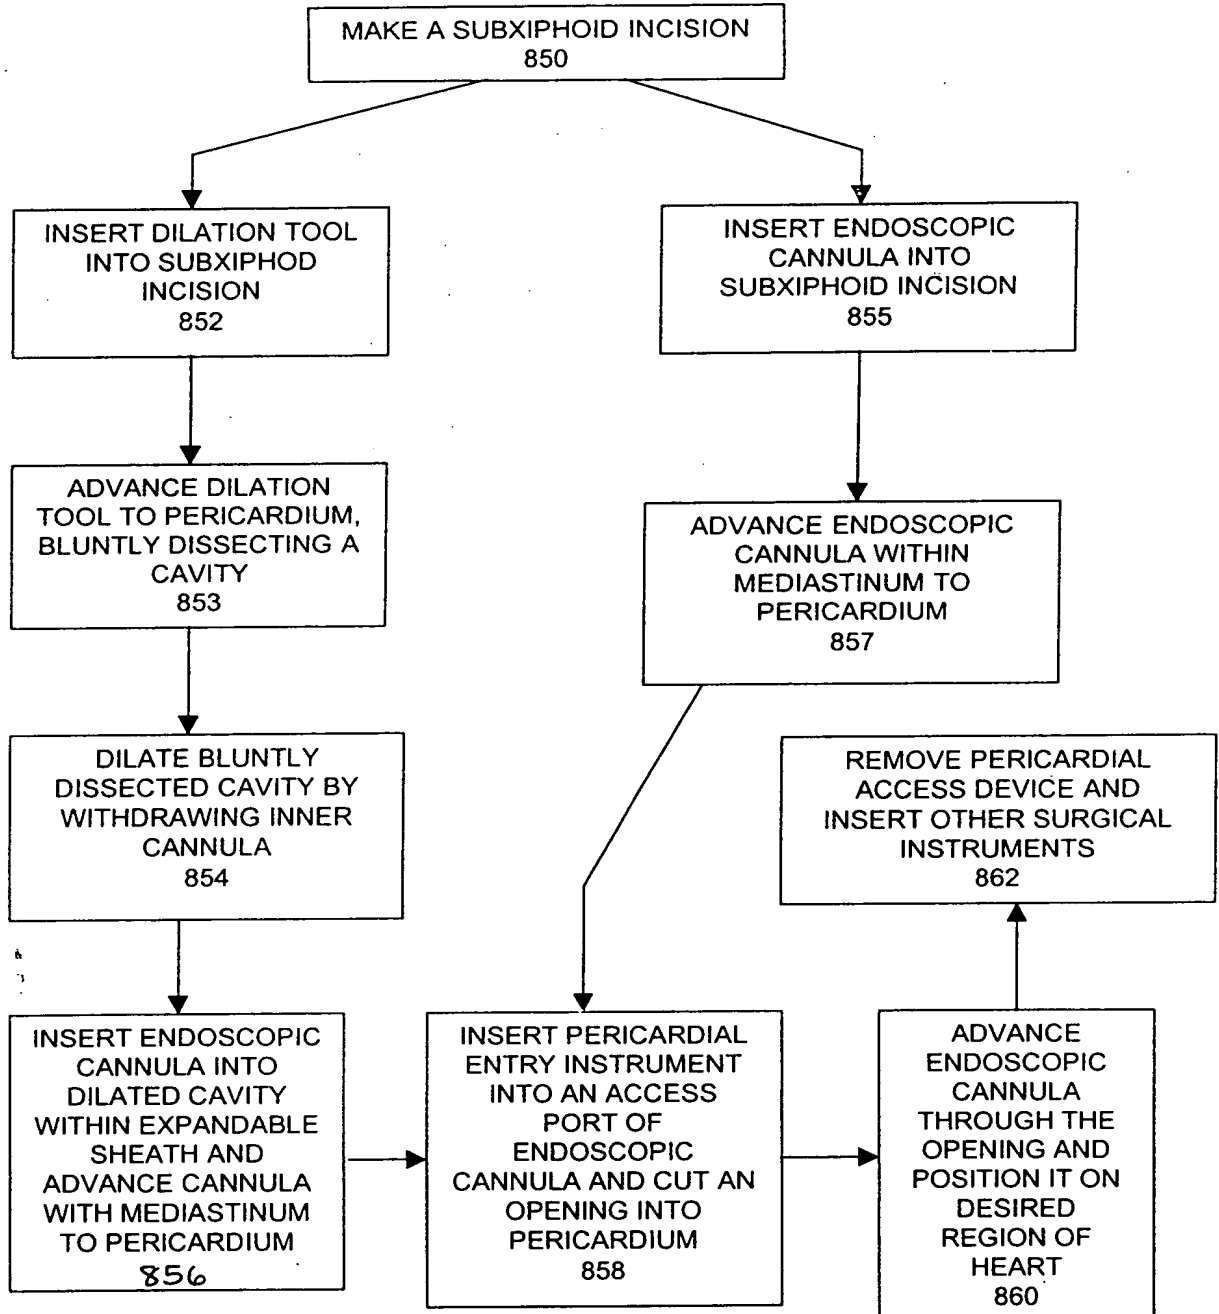 MAKE A SUBXIPHOID INCISION
850
INSERT DILATION TOOL
INTO SUBXIPHOD
INCISION
852
INSERT ENDOSCOPIC
CANNULA INTO
SUBXIPHOID INCISION
855
ADVANCE DILATION
TOOL TO PERICARDIUM,
BLUNTLY DISSECTING A
CAVITY
853
ADVANCE ENDOSCOPIC
CANNULA WITHIN
MEDIASTINUM TO
PERICARDIUM
857
DILATE BLUNTLY
DISSECTED CAVITY BY
WITHDRAWING INNER
CANNULA
854
REMOVE PERICARDIAL
ACCESS DEVICE AND
INSERT OTHER SURGICAL
INSTRUMENTS
862
INSERT ENDOSCOPIC
CANNULA INTO
DILATED CAVITY
WITHIN EXPANDABLE
SHEATH AND
ADVANCE CANNULA
WITH MEDIASTINUM
TO PERICARDIUM
856
INSERT PERICARDIAL
ENTRY INSTRUMENT
INTO AN ACCESS
PORT OF
ENDOSCOPIC
CANNULA AND CUT AN
OPENING INTO
PERICARDIUM
858
ADVANCE
ENDOSCOPIC
CANNULA
THROUGH THE
OPENING AND
POSITION IT ON
DESIRED
REGION OF
HEART
860